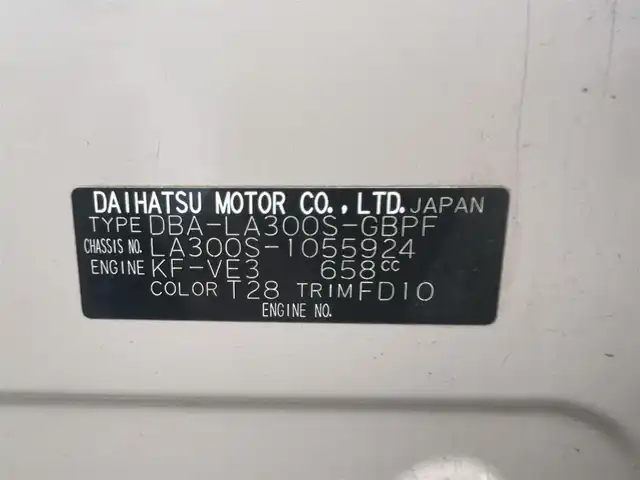 DAIHATSU MOTOR CO., LTD. JAPAN
TYPE DBA-LA300S-GBPF
CHASSIS NO. LA300S-1055924
ENGINE KF-VE3 658cc
COLOR T28 TRIM FD10
ENGINE NO.